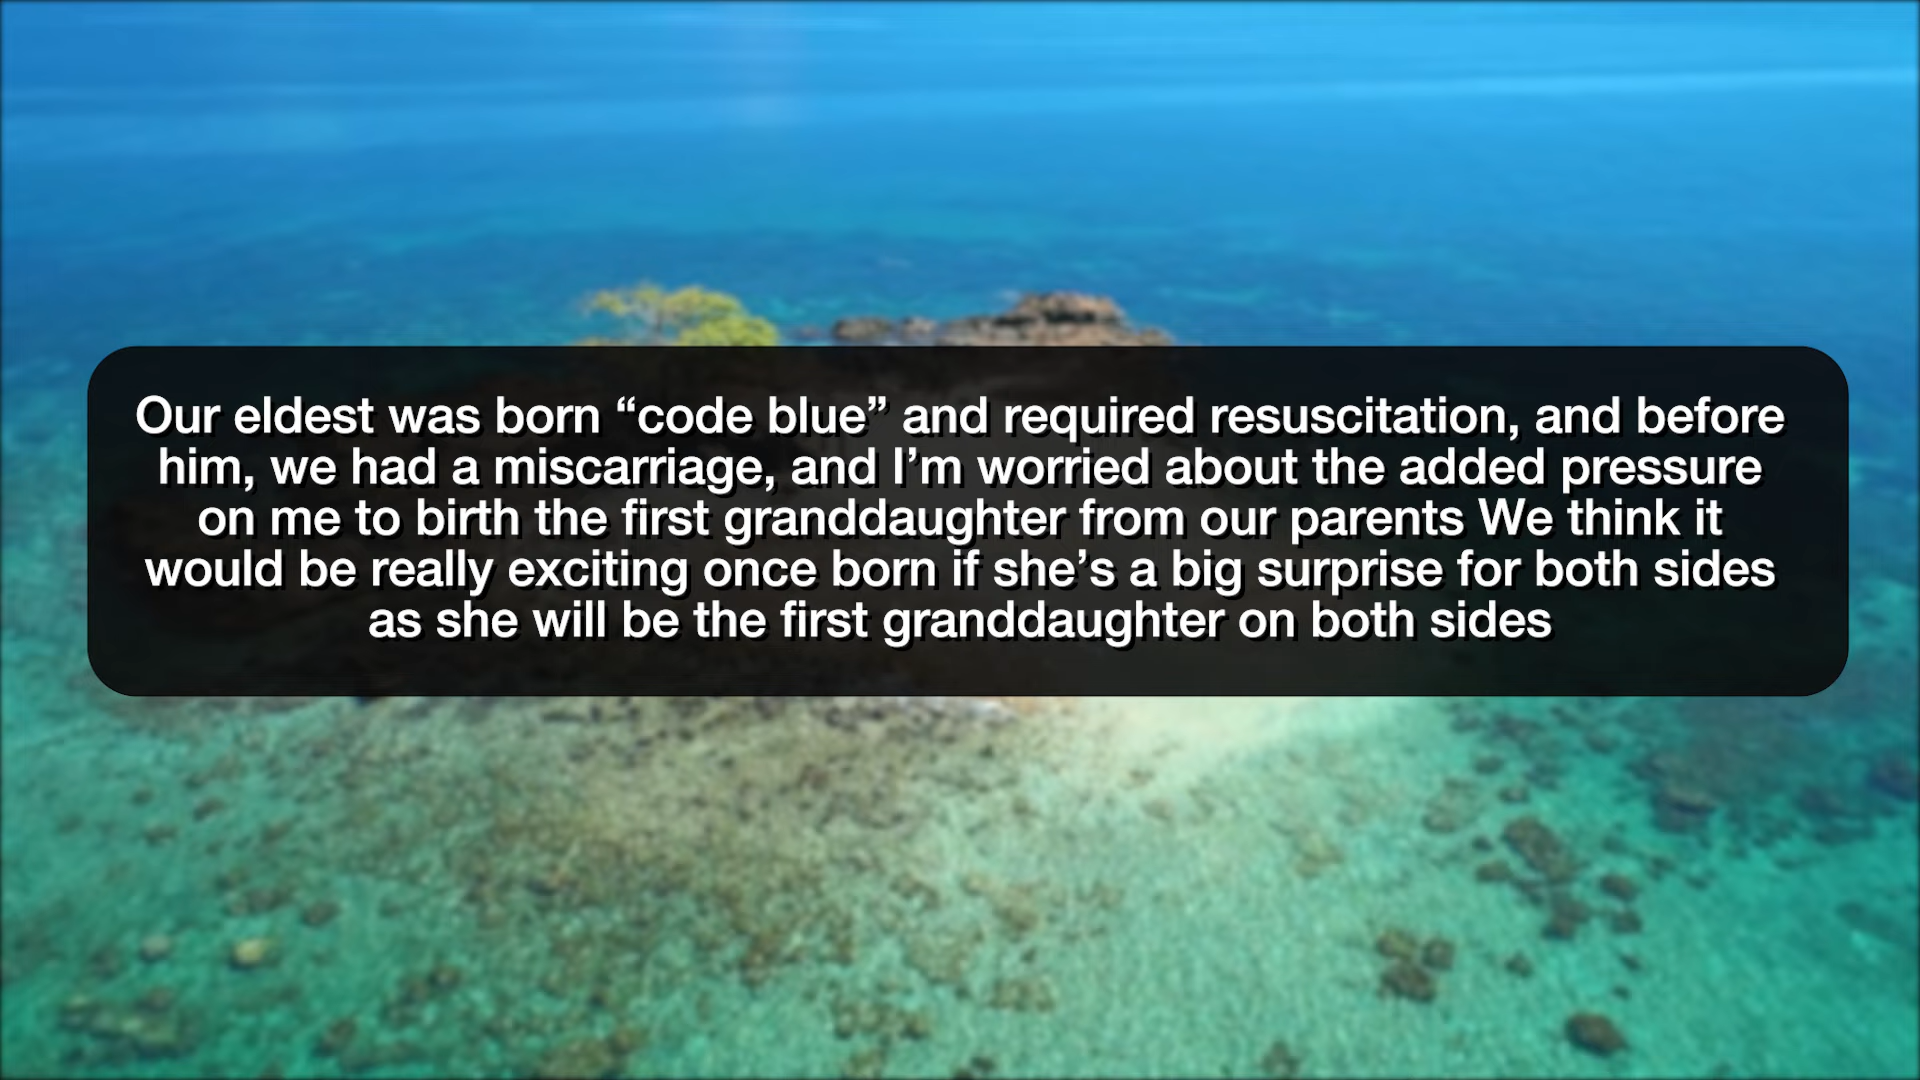 Our eldest was born “code blue” and required resuscitation, and before
him, we had a miscarriage, and I’m worried about the added pressure
on me to birth the first granddaughter from our parents We think it
would be really exciting once born if she’s a big surprise for both sides
as she will be the first granddaughter on both sides